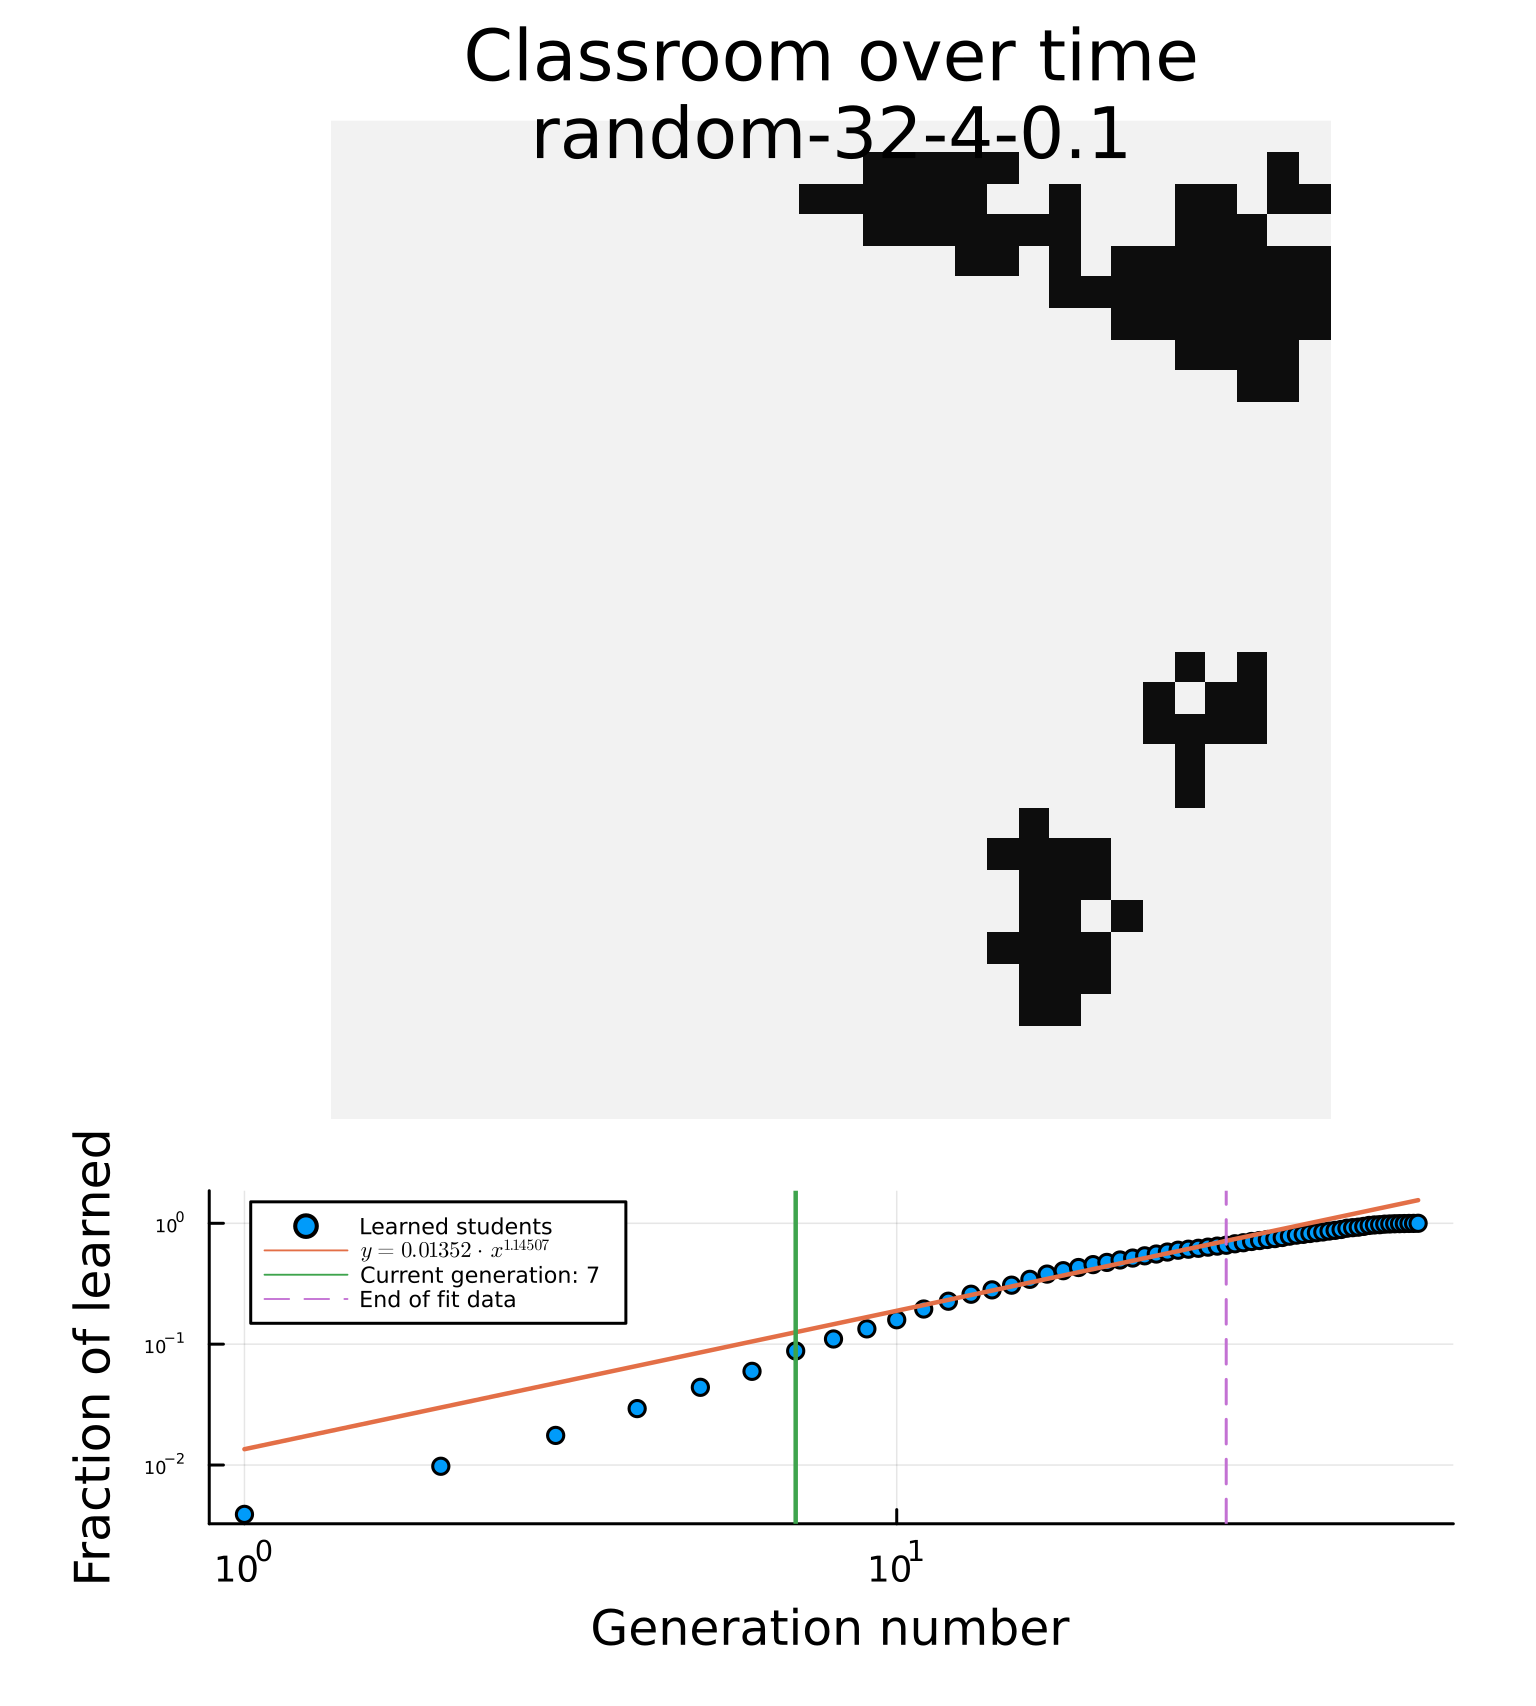 Classroom over time
random-32-4-0.1
Fraction of learned
10⁰
10⁻¹
10⁻²
Learned students
y = 0.01352 · x^1.14507
Current generation: 7
End of fit data
10⁰
10¹
Generation number